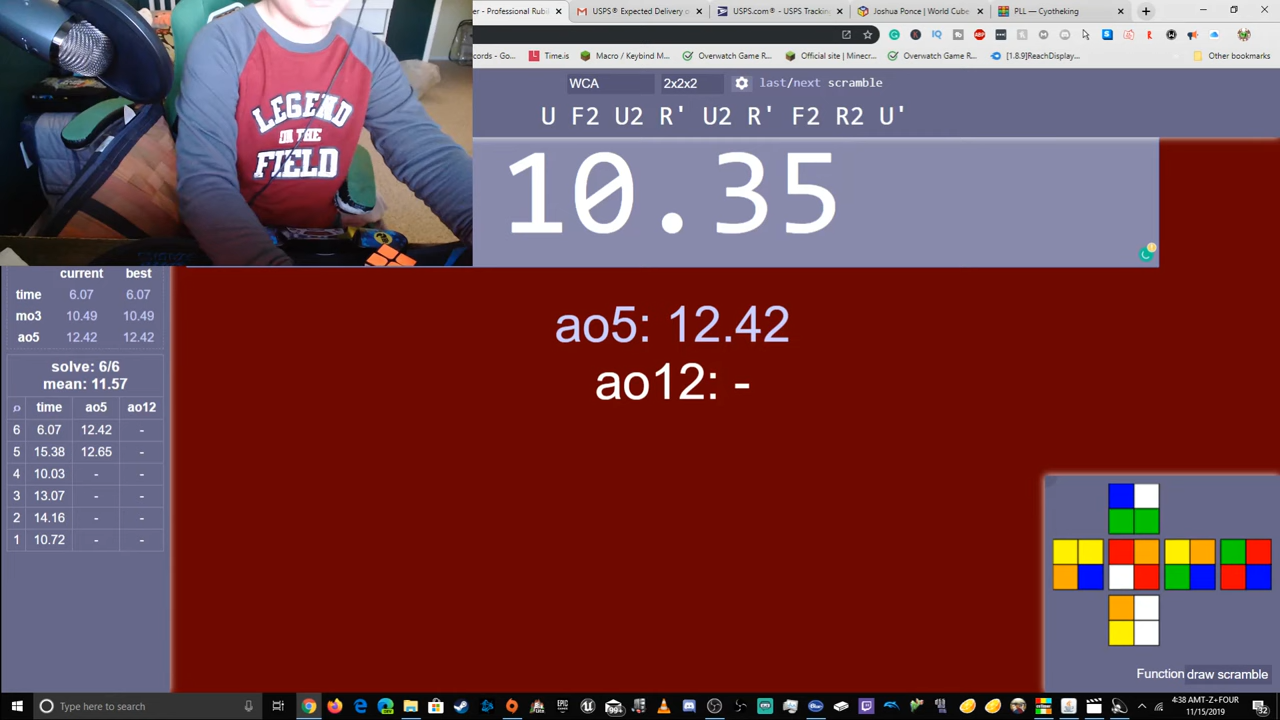 er - Professional Rubi
USPS® Expected Delivery
USPS.com® - USPS Tracking
Joshua Ponce | World Cube
PLL — Cyotheking
cords - Go...
Time.is
Macro / Keybind M...
Overwatch Game R...
Official site | Minecr...
Overwatch Game R...
[1.8.9]ReachDisplay...
Other bookmarks
WCA 2x2x2 last/next scramble
U F2 U2 R' U2 R' F2 R2 U'
10.35
LEGEND
ON THE
FIELD
current best
time 6.07 6.07
mo3 10.49 10.49
ao5 12.42 12.42
solve: 6/6
mean: 11.57
time ao5 ao12
6 6.07 12.42 -
5 15.38 12.65 -
4 10.03 - -
3 13.07 - -
2 14.16 - -
1 10.72 - -
ao5: 12.42
ao12: -
Function draw scramble
Type here to search
4:38 AMT-Z+FOUR
11/15/2019